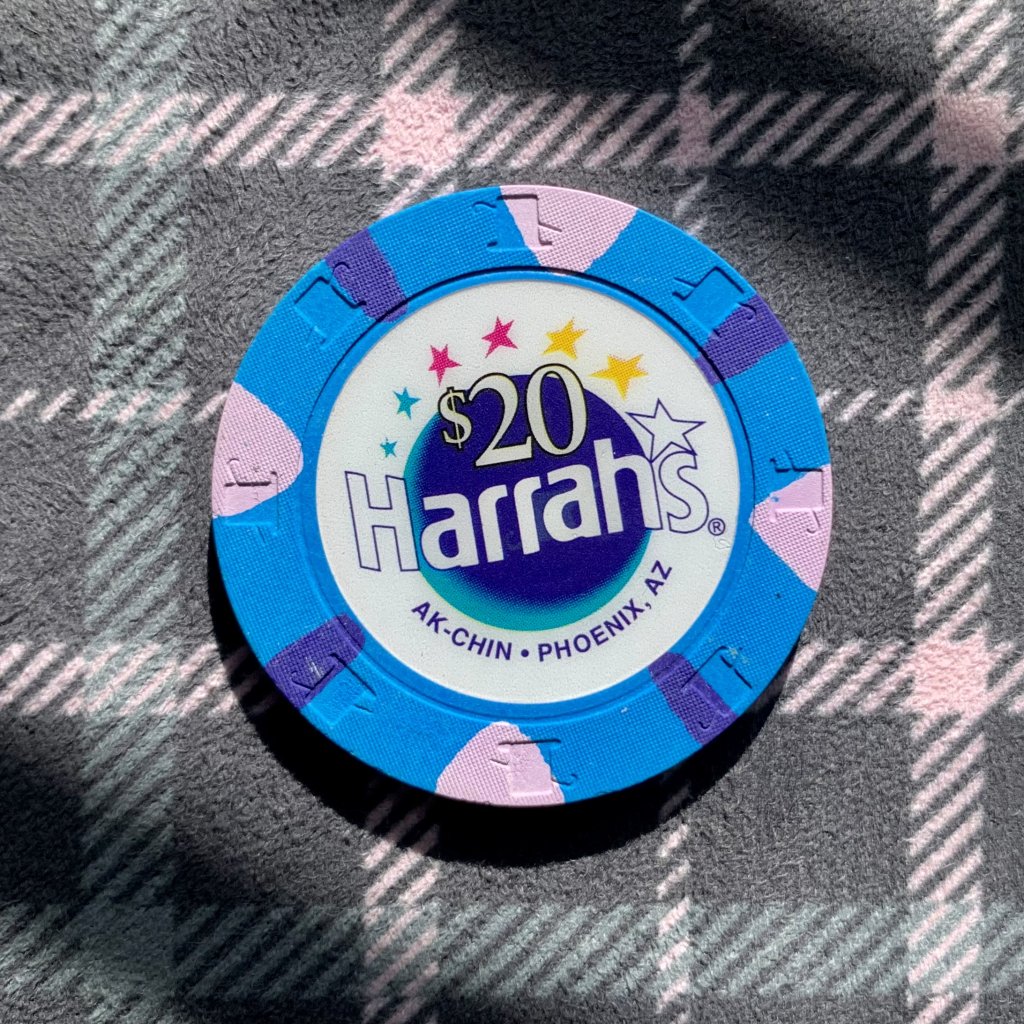 $20
Harrah's®
AK-CHIN • PHOENIX, AZ